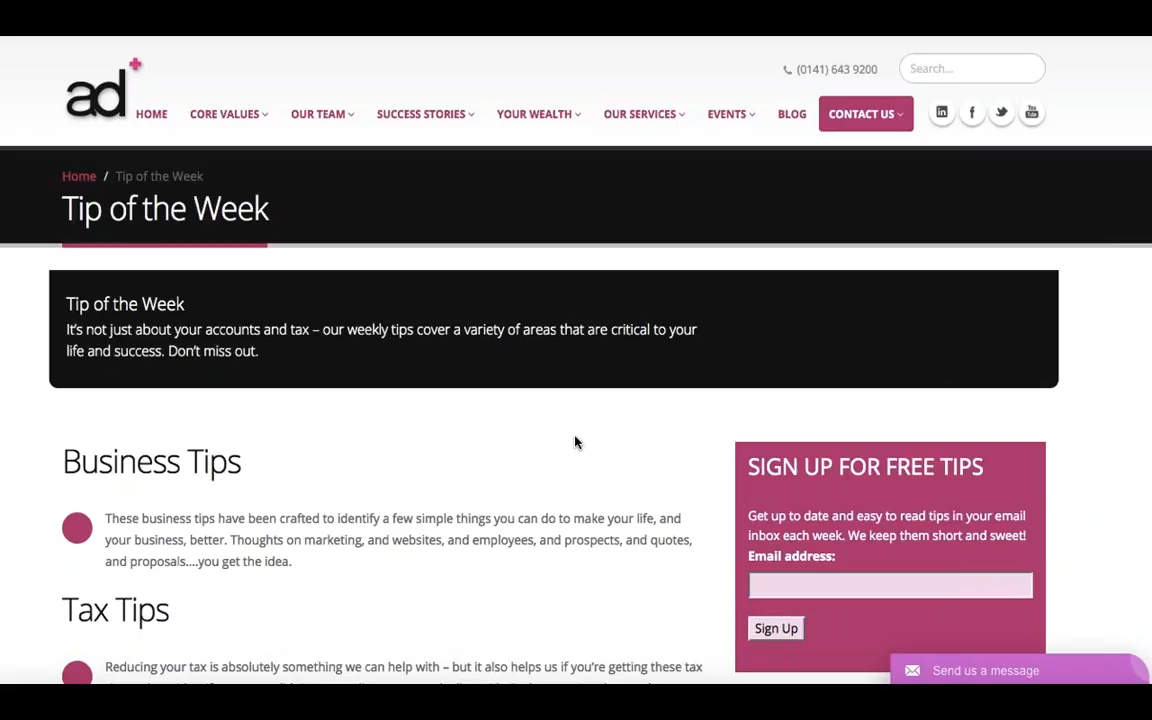 (0141) 643 9200
Search...
ad+
HOME CORE VALUES OUR TEAM SUCCESS STORIES YOUR WEALTH OUR SERVICES EVENTS BLOG CONTACT US
Home / Tip of the Week
Tip of the Week
Tip of the Week
It's not just about your accounts and tax – our weekly tips cover a variety of areas that are critical to your
life and success. Don't miss out.
Business Tips
These business tips have been crafted to identify a few simple things you can do to make your life, and
your business, better. Thoughts on marketing, and websites, and employees, and prospects, and quotes,
and proposals....you get the idea.
Tax Tips
Reducing your tax is absolutely something we can help with – but it also helps us if you're getting these tax
SIGN UP FOR FREE TIPS
Get up to date and easy to read tips in your email
inbox each week. We keep them short and sweet!
Email address:
Sign Up
Send us a message